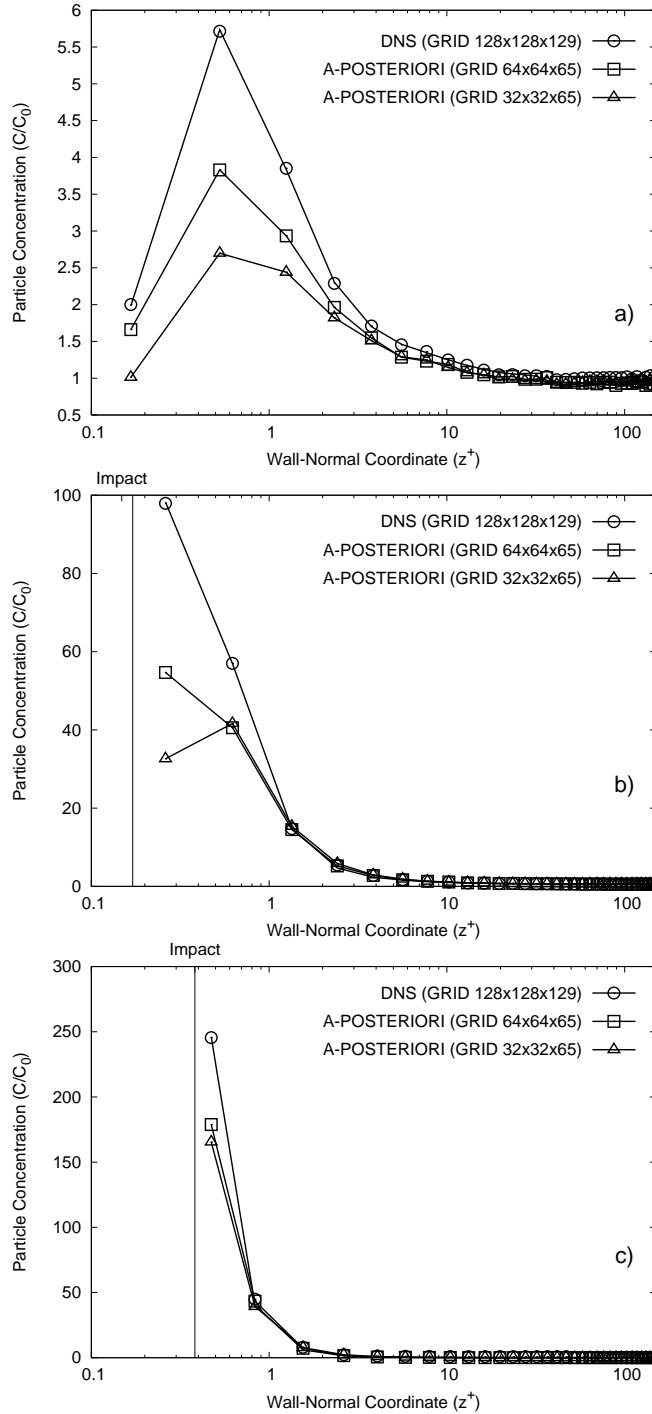 6
5.5
5
4.5
4
3.5
3
2.5
2
1.5
1
0.5
Particle Concentration (C/C₀)
DNS (GRID 128x128x129)
A-POSTERIORI (GRID 64x64x65)
A-POSTERIORI (GRID 32x32x65)
a)
0.1 1 10 100
Wall-Normal Coordinate (z⁺)
Impact
100
80
60
40
20
0
Particle Concentration (C/C₀)
DNS (GRID 128x128x129)
A-POSTERIORI (GRID 64x64x65)
A-POSTERIORI (GRID 32x32x65)
b)
0.1 1 10 100
Wall-Normal Coordinate (z⁺)
Impact
300
250
200
150
100
50
0
Particle Concentration (C/C₀)
DNS (GRID 128x128x129)
A-POSTERIORI (GRID 64x64x65)
A-POSTERIORI (GRID 32x32x65)
c)
0.1 1 10 100
Wall-Normal Coordinate (z⁺)